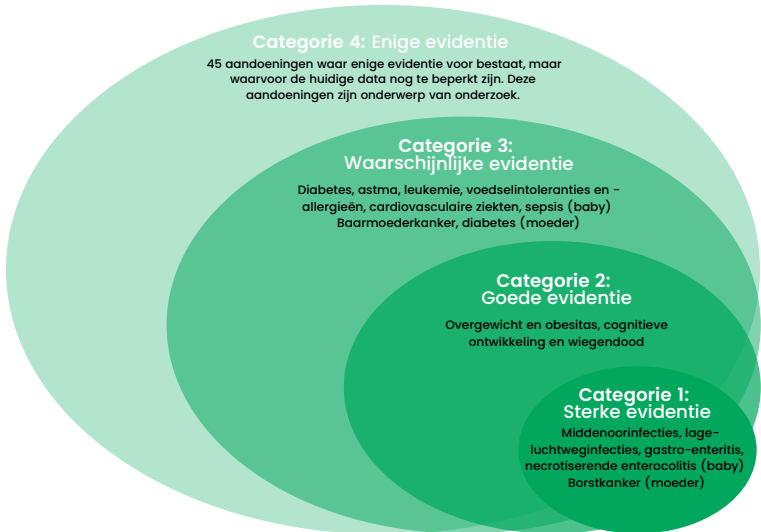 Categorie 4: Enige evidentie
45 aandoeningen waar enige evidentie voor bestaat, maar
waarvoor de huidige data nog te beperkt zijn. Deze
aandoeningen zijn onderwerp van onderzoek.
Categorie 3:
Waarschijnlijke evidentie
Diabetes, astma, leukemie, voedselintoleranties en -
allergieën, cardiovasculaire ziekten, sepsis (baby)
Baarmoederkanker, diabetes (moeder)
Categorie 2:
Goede evidentie
Overgewicht en obesitas, cognitieve
ontwikkeling en wiegendood
Categorie 1:
Sterke evidentie
Middenoorinfecties, lage-
luchtweginfecties, gastro-enteritis,
necrotiserende enterocolitis (baby)
Borstkanker (moeder)